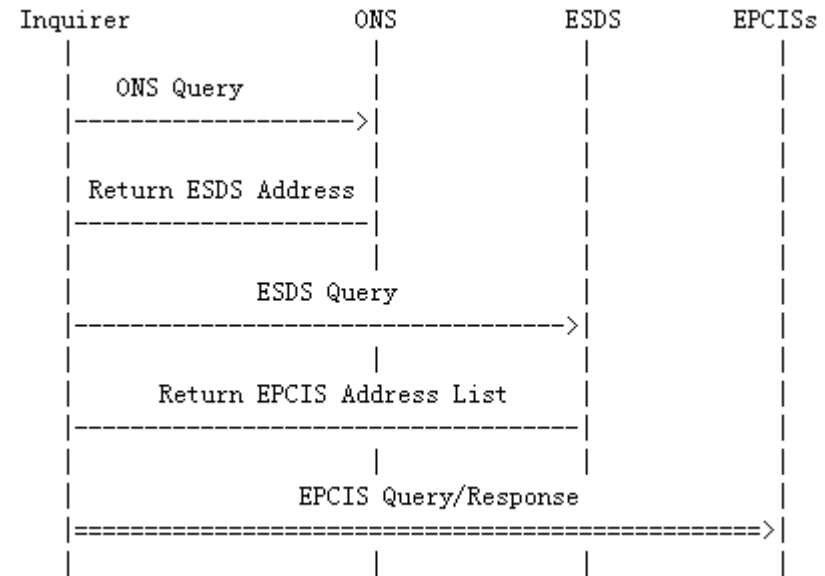 Inquirer ONS ESDS EPCISs
ONS Query
Return ESDS Address
ESDS Query
Return EPCIS Address List
EPCIS Query/Response